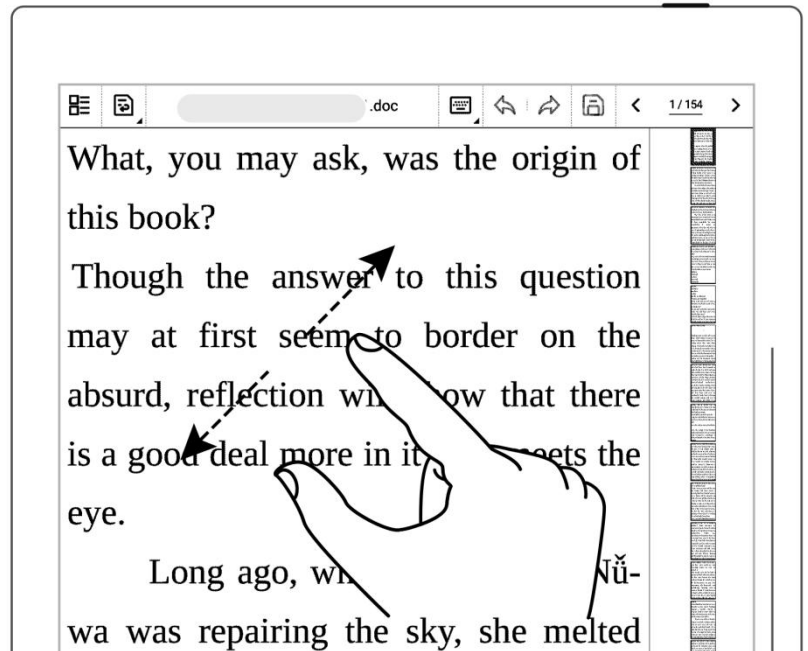 .doc
1 / 154
What, you may ask, was the origin of
this book?
Though the answer to this question
may at first seem to border on the
absurd, reflection will show that there
is a good deal more in it meets the
eye.
Long ago, Nǚ-
wa was repairing the sky, she melted